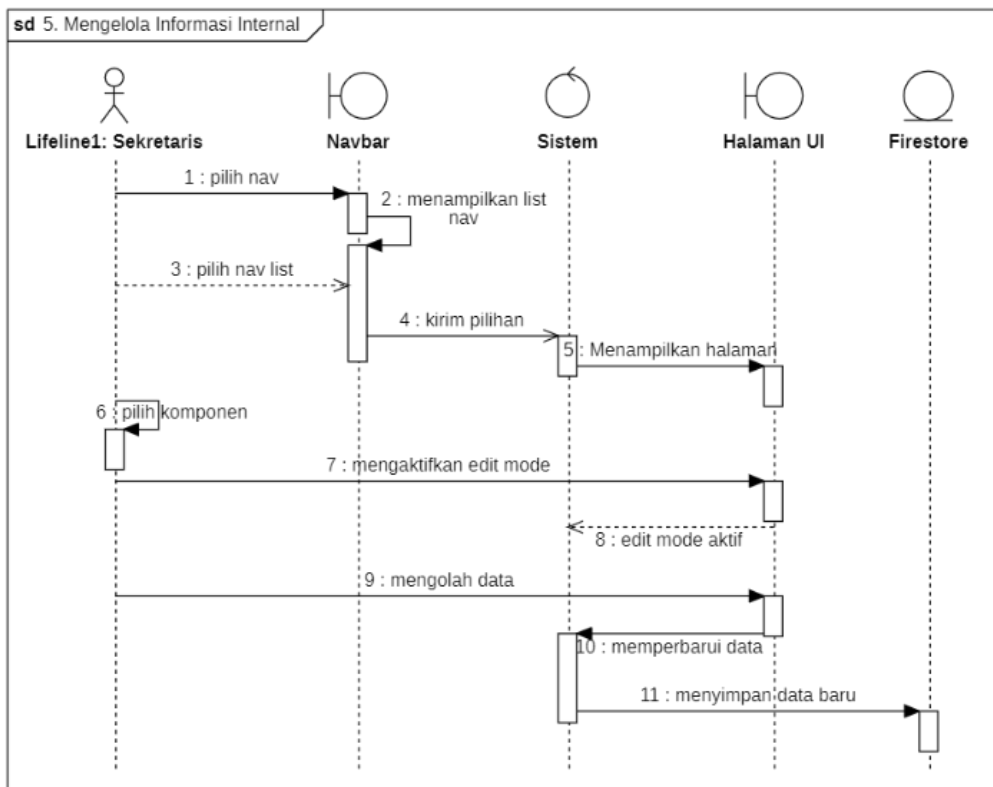 sd 5. Mengelola Informasi Internal
Lifeline1: Sekretaris
Navbar
Sistem
Halaman UI
Firestore
1 : pilih nav
2 : menampilkan list
nav
3 : pilih nav list
4 : kirim pilihan
5 : Menampilkan halaman
6 : pilih komponen
7 : mengaktifkan edit mode
8 : edit mode aktif
9 : mengolah data
10 : memperbarui data
11 : menyimpan data baru